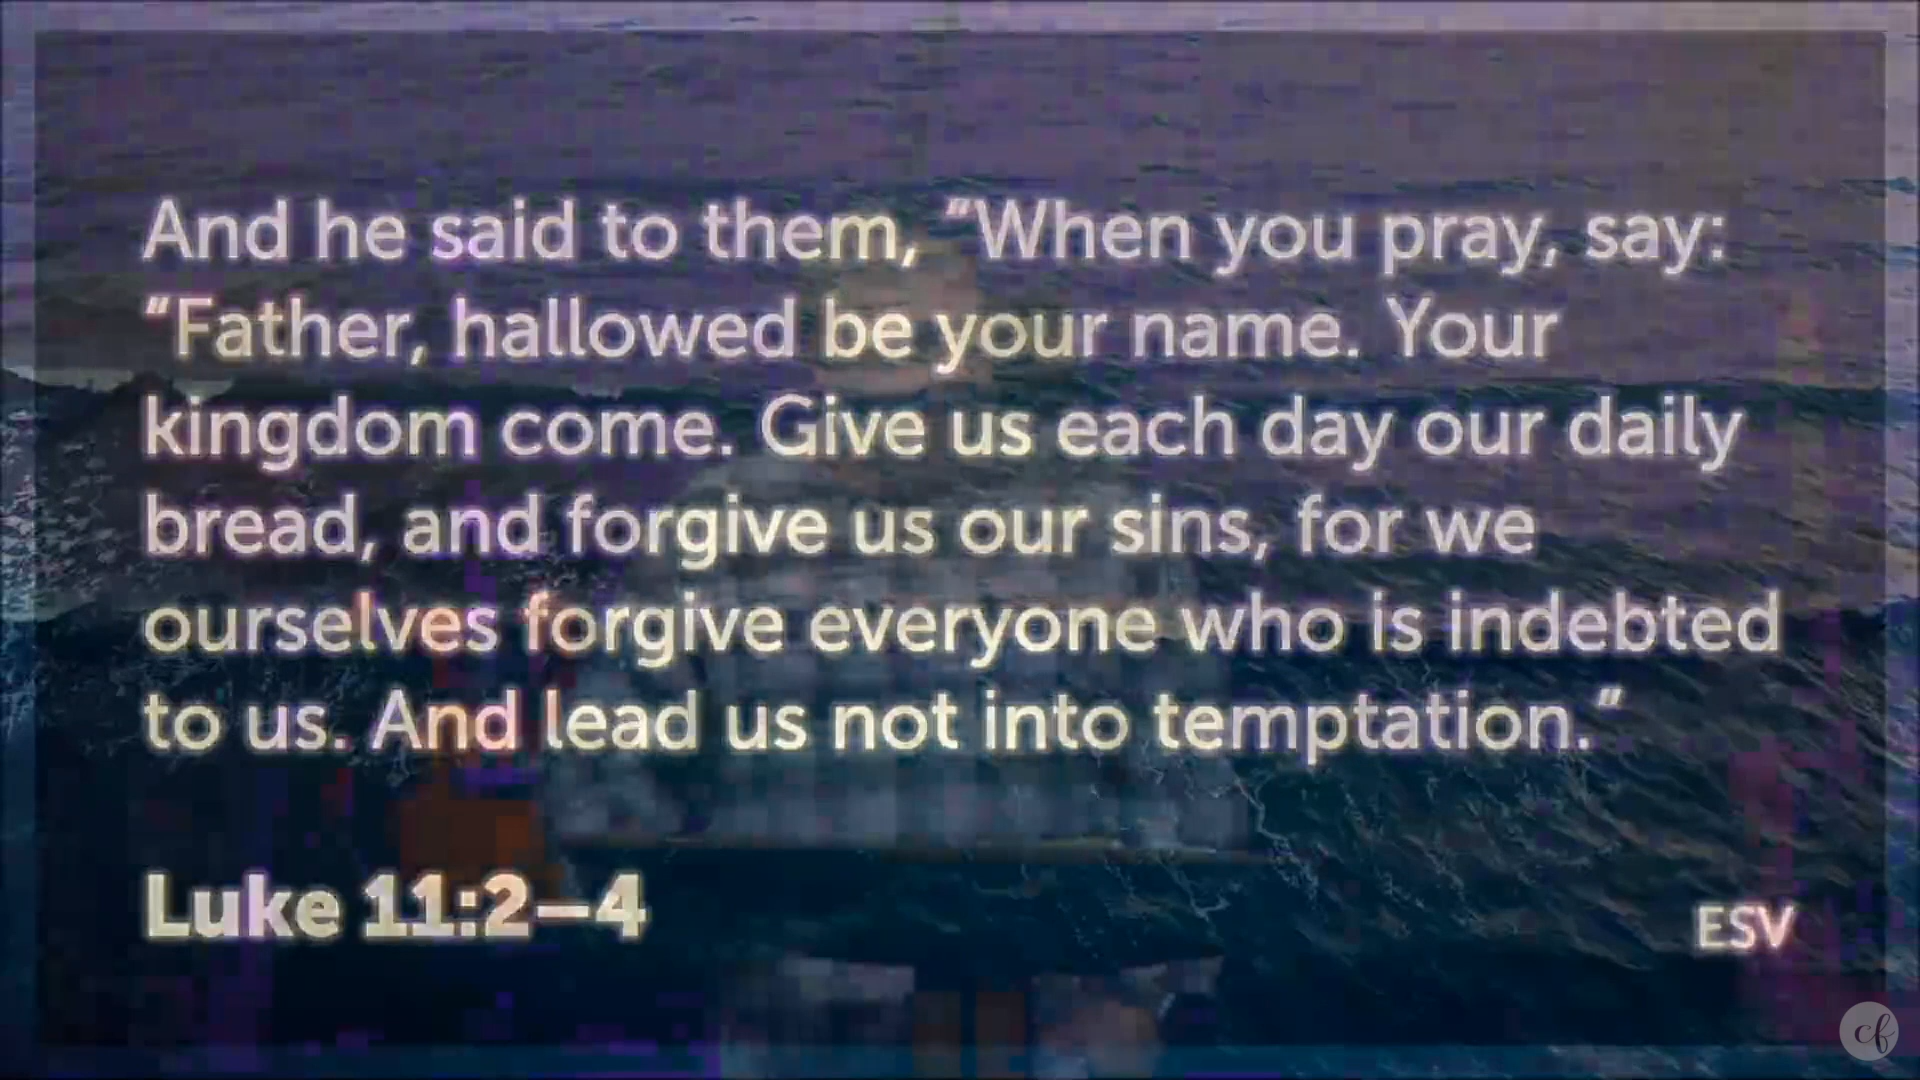 And he said to them, "When you pray, say:
"Father, hallowed be your name. Your
kingdom come. Give us each day our daily
bread, and forgive us our sins, for we
ourselves forgive everyone who is indebted
to us. And lead us not into temptation."
Luke 11:2–4
ESV
cf